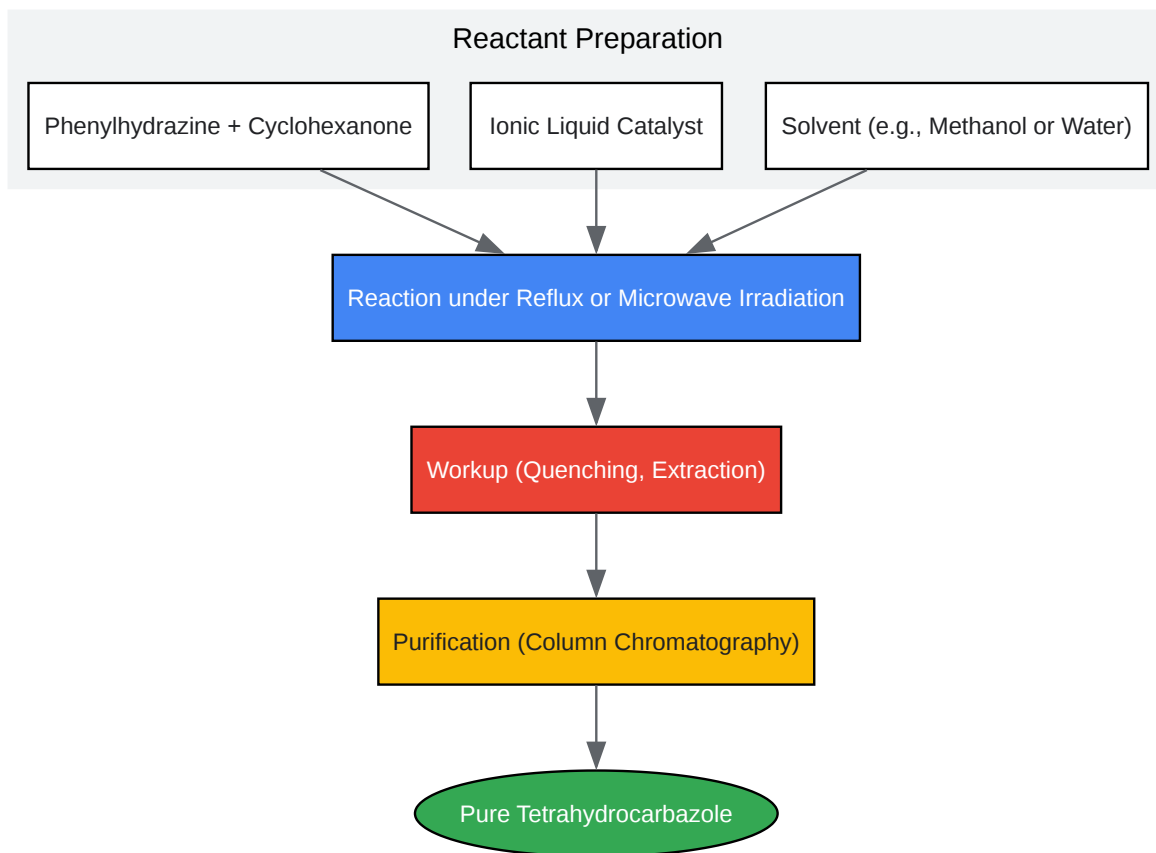 Reactant Preparation
Phenylhydrazine + Cyclohexanone
Ionic Liquid Catalyst
Solvent (e.g., Methanol or Water)
Reaction under Reflux or Microwave Irradiation
Workup (Quenching, Extraction)
Purification (Column Chromatography)
Pure Tetrahydrocarbazole